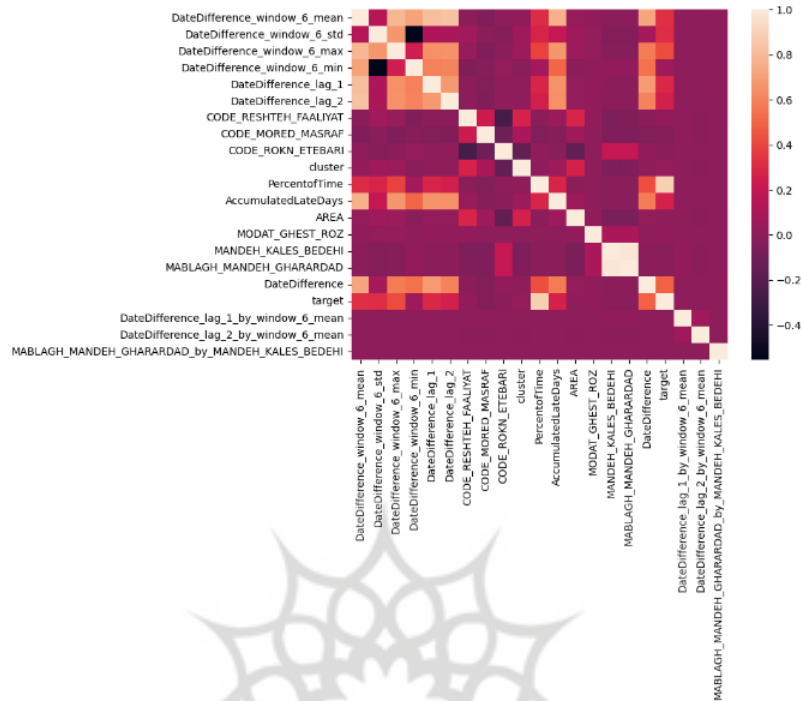 DateDifference_window_6_mean
DateDifference_window_6_std
DateDifference_window_6_max
DateDifference_window_6_min
DateDifference_lag_1
DateDifference_lag_2
CODE_RESHTEH_FAALIYAT
CODE_MORED_MASRAF
CODE_ROKN_ETEBARI
cluster
PercentofTime
AccumulatedLateDays
AREA
MODAT_GHEST_ROZ
MANDEH_KALES_BEDEHI
MABLAGH_MANDEH_GHARARDAD
DateDifference
target
DateDifference_lag_1_by_window_6_mean
DateDifference_lag_2_by_window_6_mean
MABLAGH_MANDEH_GHARARDAD_by_MANDEH_KALES_BEDEHI
DateDifference_window_6_mean
DateDifference_window_6_std
DateDifference_window_6_max
DateDifference_window_6_min
DateDifference_lag_1
DateDifference_lag_2
CODE_RESHTEH_FAALIYAT
CODE_MORED_MASRAF
CODE_ROKN_ETEBARI
cluster
PercentofTime
AccumulatedLateDays
AREA
MODAT_GHEST_ROZ
MANDEH_KALES_BEDEHI
MABLAGH_MANDEH_GHARARDAD
DateDifference
target
DateDifference_lag_1_by_window_6_mean
DateDifference_lag_2_by_window_6_mean
MABLAGH_MANDEH_GHARARDAD_by_MANDEH_KALES_BEDEHI
1.0
0.8
0.6
0.4
0.2
0.0
−0.2
−0.4